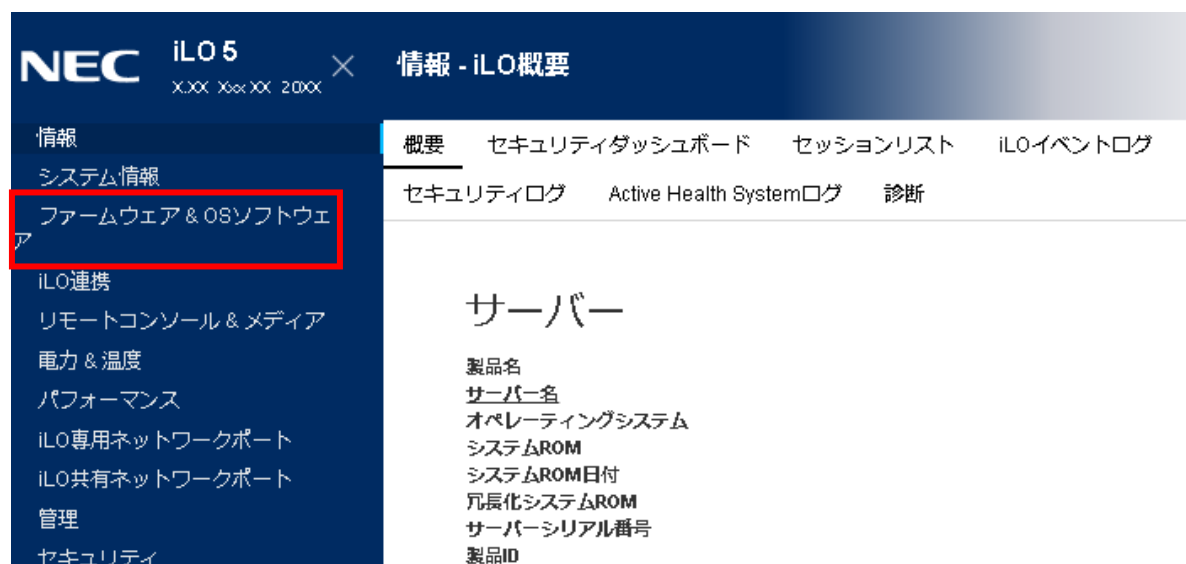 NEC
iLO 5
X.XX Xxx XX 20XX
情報 - iLO概要
情報
システム情報
ファームウェア & OSソフトウェ
ア
iLO連携
リモートコンソール & メディア
電力 & 温度
パフォーマンス
iLO専用ネットワークポート
iLO共有ネットワークポート
管理
セキュリティ
概要 セキュリティダッシュボード セッションリスト iLOイベントログ
セキュリティログ Active Health Systemログ 診断
サーバー
製品名
サーバー名
オペレーティングシステム
システムROM
システムROM日付
冗長化システムROM
サーバーシリアル番号
製品ID